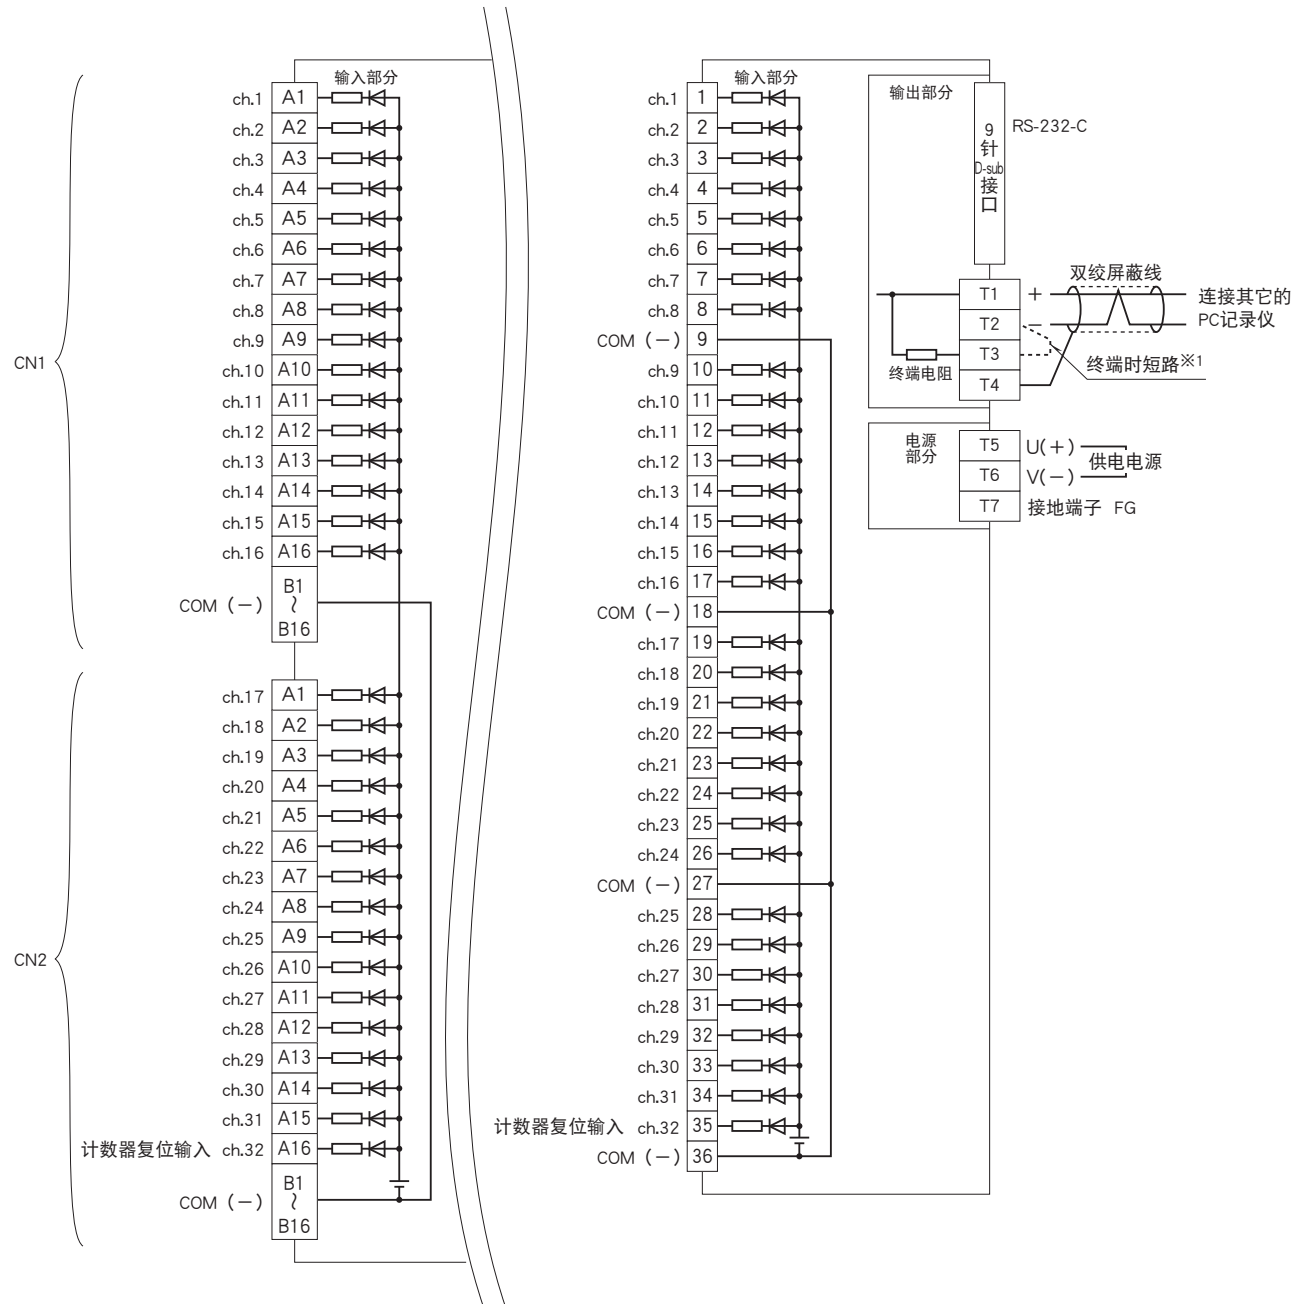 CN1
输入部分
ch.1 A1
ch.2 A2
ch.3 A3
ch.4 A4
ch.5 A5
ch.6 A6
ch.7 A7
ch.8 A8
ch.9 A9
ch.10 A10
ch.11 A11
ch.12 A12
ch.13 A13
ch.14 A14
ch.15 A15
ch.16 A16
COM（－） B1 ~ B16
CN2
ch.17 A1
ch.18 A2
ch.19 A3
ch.20 A4
ch.21 A5
ch.22 A6
ch.23 A7
ch.24 A8
ch.25 A9
ch.26 A10
ch.27 A11
ch.28 A12
ch.29 A13
ch.30 A14
ch.31 A15
计数器复位输入 ch.32 A16
COM（－） B1 ~ B16
输入部分
ch.1 1
ch.2 2
ch.3 3
ch.4 4
ch.5 5
ch.6 6
ch.7 7
ch.8 8
COM（－） 9
ch.9 10
ch.10 11
ch.11 12
ch.12 13
ch.13 14
ch.14 15
ch.15 16
ch.16 17
COM（－） 18
ch.17 19
ch.18 20
ch.19 21
ch.20 22
ch.21 23
ch.22 24
ch.23 25
ch.24 26
COM（－） 27
ch.25 28
ch.26 29
ch.27 30
ch.28 31
ch.29 32
ch.30 33
ch.31 34
计数器复位输入 ch.32 35
COM（－） 36
输出部分
9
针
D-sub
接
口
RS-232-C
双绞屏蔽线
T1 ＋
T2 －
T3
T4
连接其它的
PC记录仪
终端电阻
终端时短路※1
电源
部分
T5 U(＋)
T6 V(－)
供电电源
T7 接地端子 FG